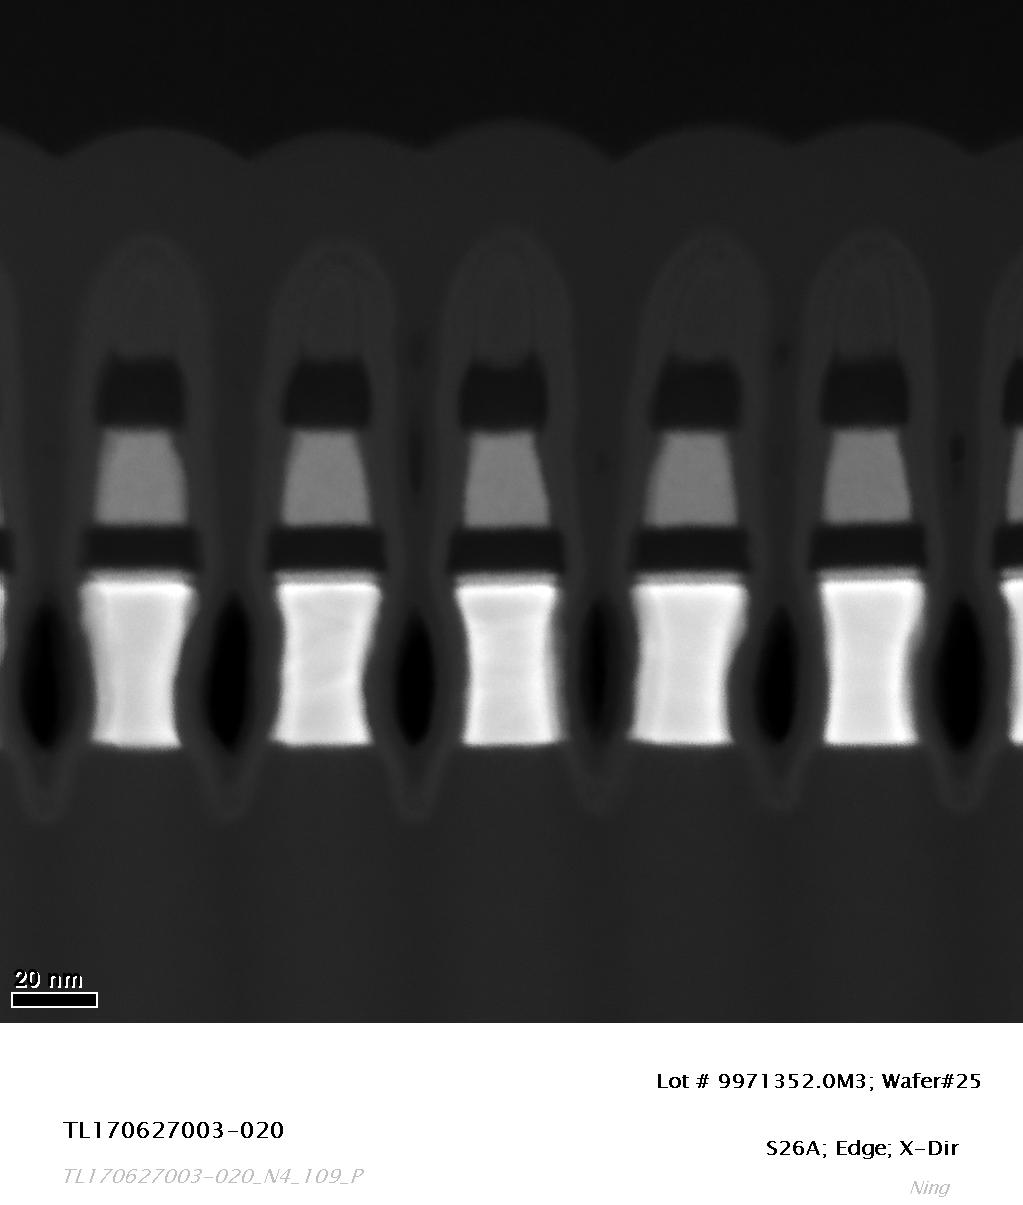 20 nm
Lot # 9971352.0M3; Wafer#25
TL170627003-020
S26A; Edge; X-Dir
TL170627003-020_N4_109_P
Ning